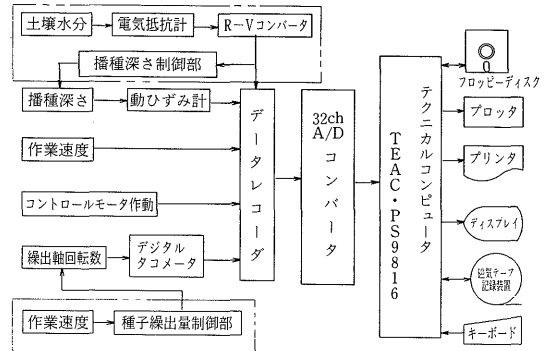 土壌水分
電気抵抗計
R－Vコンバータ
播種深さ制御部
播種深さ
動ひずみ計
作業速度
コントロールモータ作動
繰出軸回転数
デジタル
タコメータ
作業速度
種子繰出量制御部
データレコーダ
32ch
A/D
コンバータ
テクニカルコンピュータ
TEAC・PS9816
フロッピーディスク
プロッタ
プリンタ
ディスプレイ
磁気テープ
記録装置
キーボード